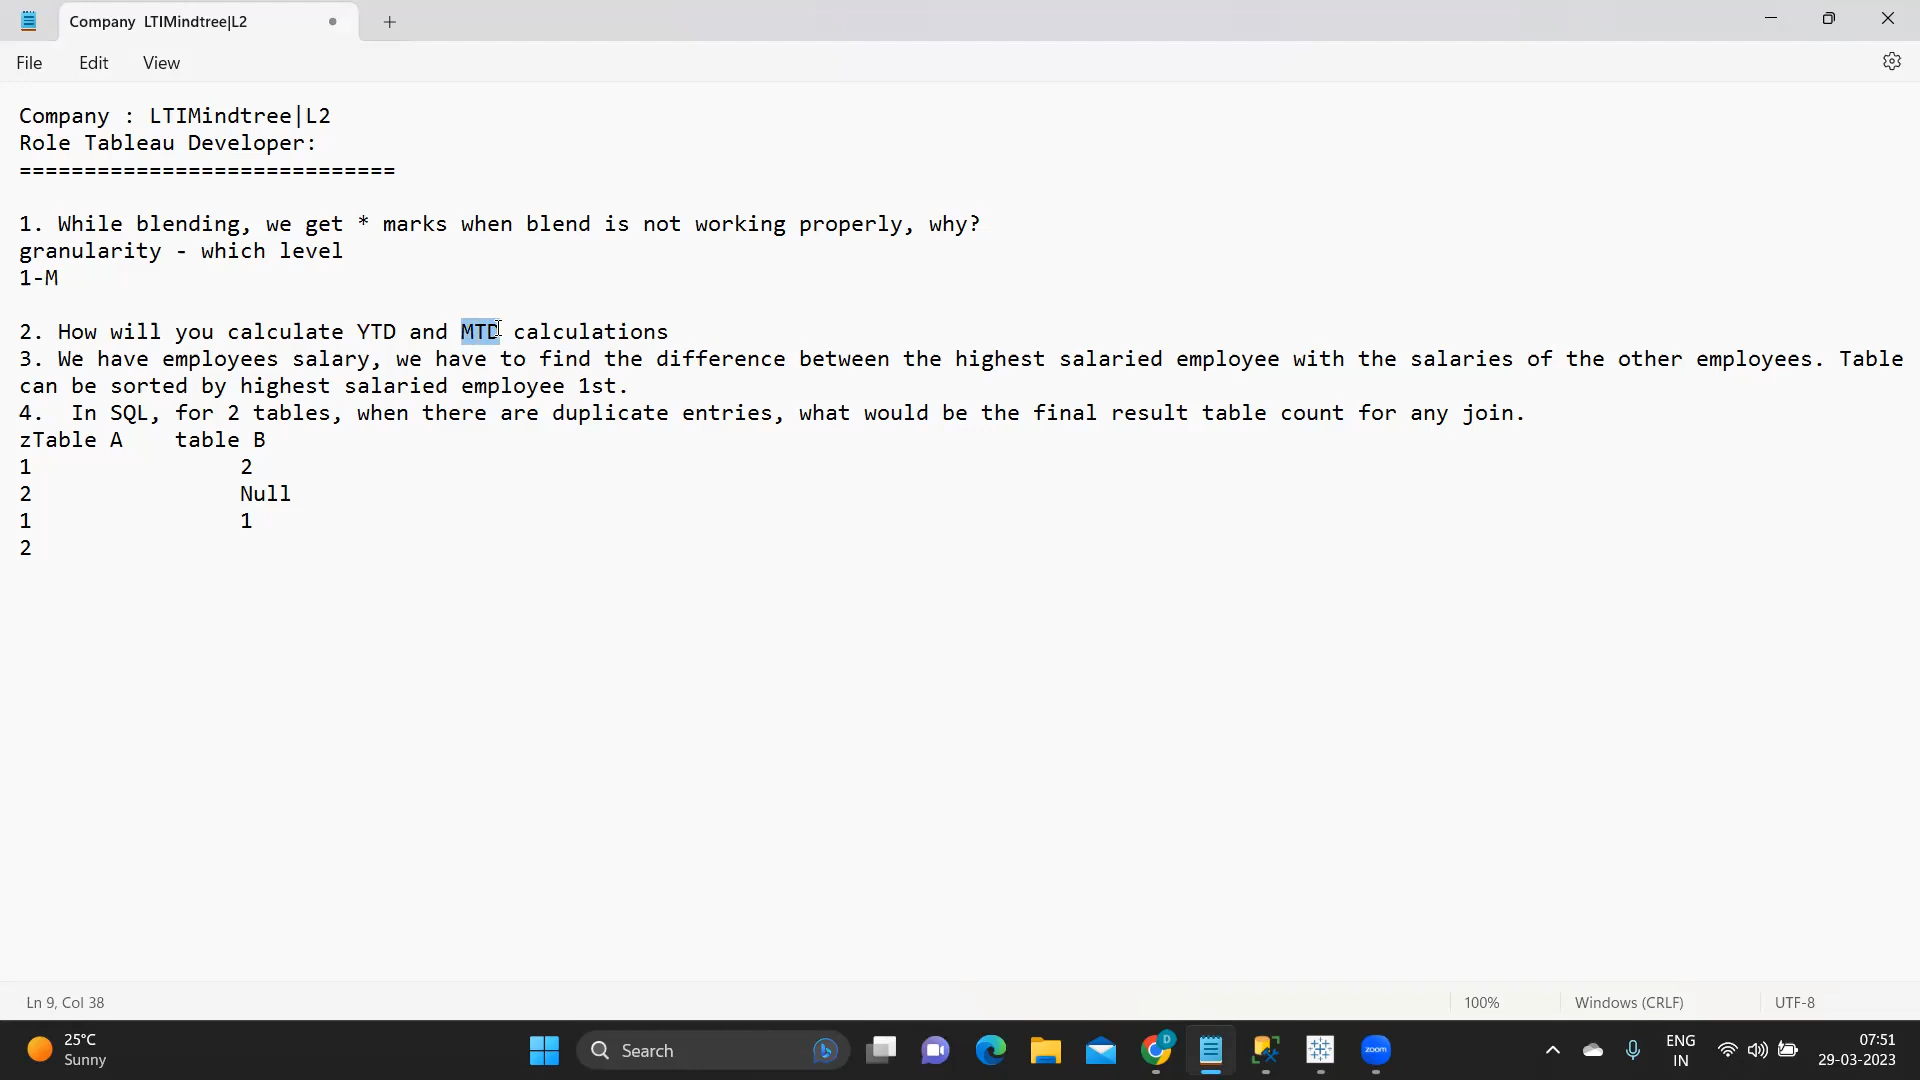 Company LTIMindtree|L2
File Edit View
Company : LTIMindtree|L2
Role Tableau Developer:
=============================
1. While blending, we get * marks when blend is not working properly, why?
granularity - which level
1-M
2. How will you calculate YTD and MTD calculations
3. We have employees salary, we have to find the difference between the highest salaried employee with the salaries of the other employees. Table
can be sorted by highest salaried employee 1st.
4.  In SQL, for 2 tables, when there are duplicate entries, what would be the final result table count for any join.
zTable A    table B
1    2
2    Null
1    1
2
Ln 9, Col 38    100%    Windows (CRLF)    UTF-8
25°C
Sunny
Search
D
zoom
ENG
IN
07:51
29-03-2023